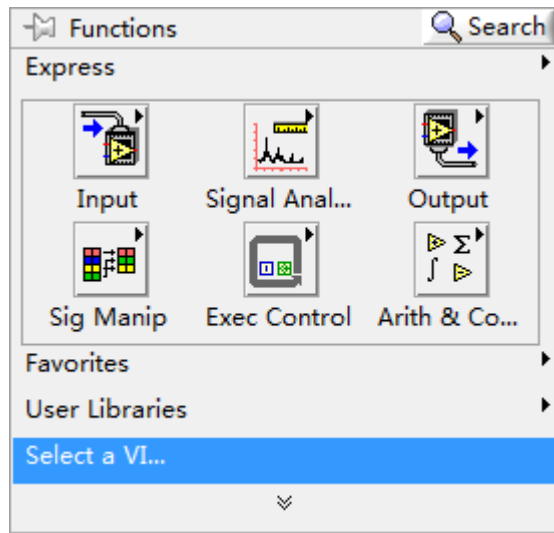 Functions Search
Express
Input Signal Anal... Output
Sig Manip Exec Control Arith & Co...
Favorites
User Libraries
Select a VI...